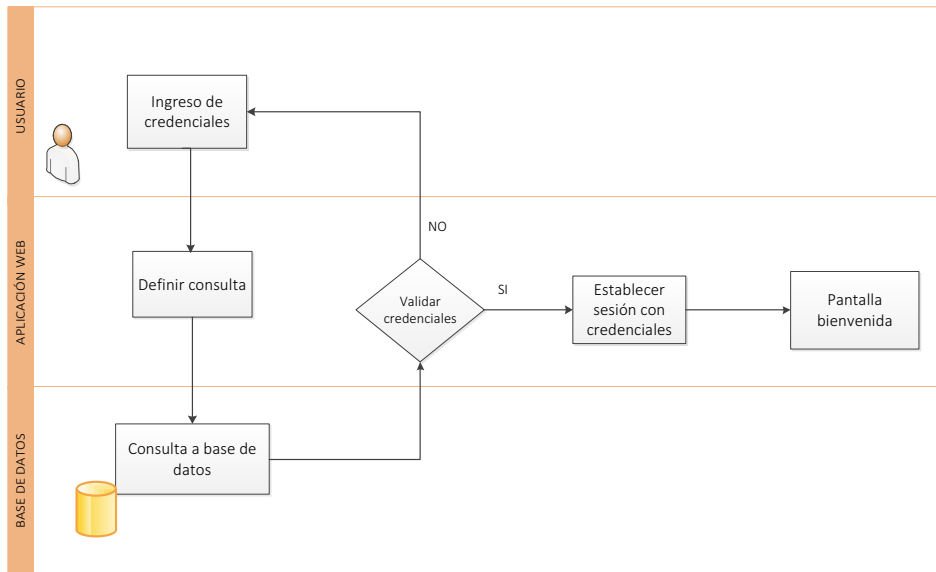 USUARIO
Ingreso de
credenciales
APLICACIÓN WEB
NO
Definir consulta
Validar
credenciales
SI
Establecer
sesión con
credenciales
Pantalla
bienvenida
BASE DE DATOS
Consulta a base de
datos